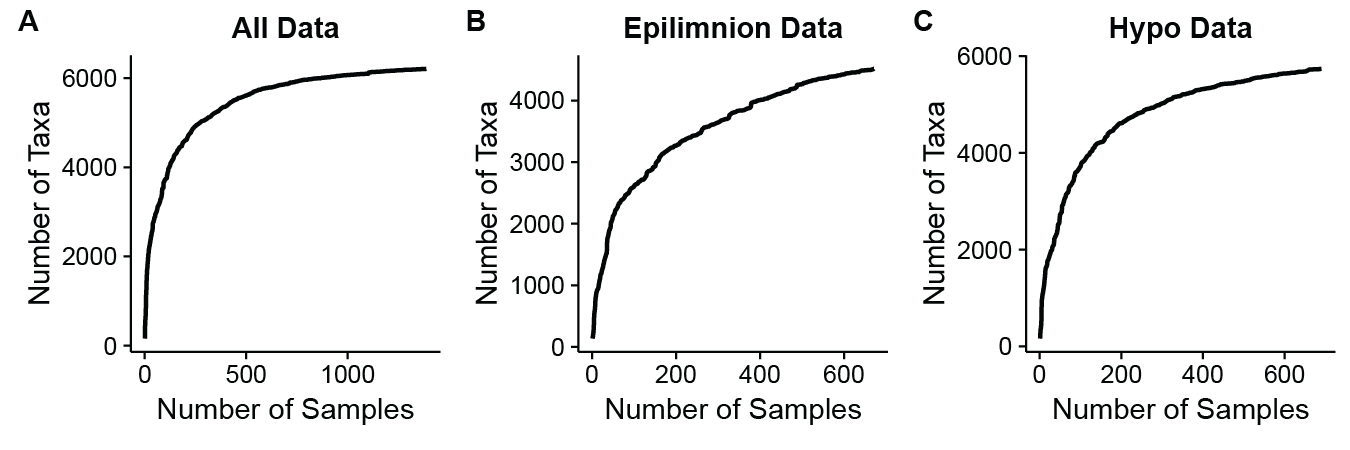 A
All Data
Number of Taxa
6000
4000
2000
0
0 500 1000
Number of Samples
B
Epilimnion Data
Number of Taxa
4000
3000
2000
1000
0
0 200 400 600
Number of Samples
C
Hypo Data
Number of Taxa
6000
4000
2000
0
0 200 400 600
Number of Samples